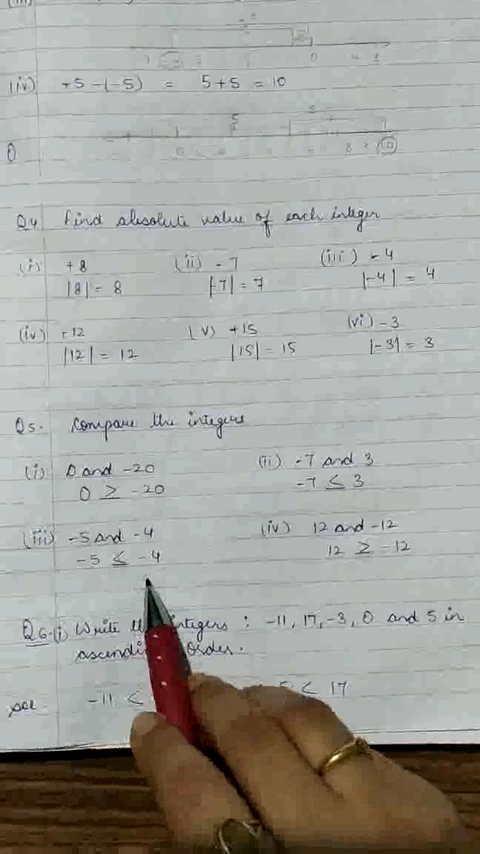 (iv) +5-(-5) = 5+5 = 10
Q4 Find absolute value of each integer
(i) +8 (ii) -7 (iii) -4
|8| = 8 |-7| = 7 |-4| = 4
(iv) +12 (v) +15 (vi) -3
|12| = 12 |15| = 15 |-3| = 3
Q5. Compare the integers
(i) 0 and -20 (ii) -7 and 3
0 ≥ -20 -7 ≤ 3
(iii) -5 and -4 (iv) 12 and -12
-5 ≤ -4 12 ≥ -12
Q6.(i) Write integers : -11, 17, -3, 0 and 5 in
order.
sol -11 < < 17